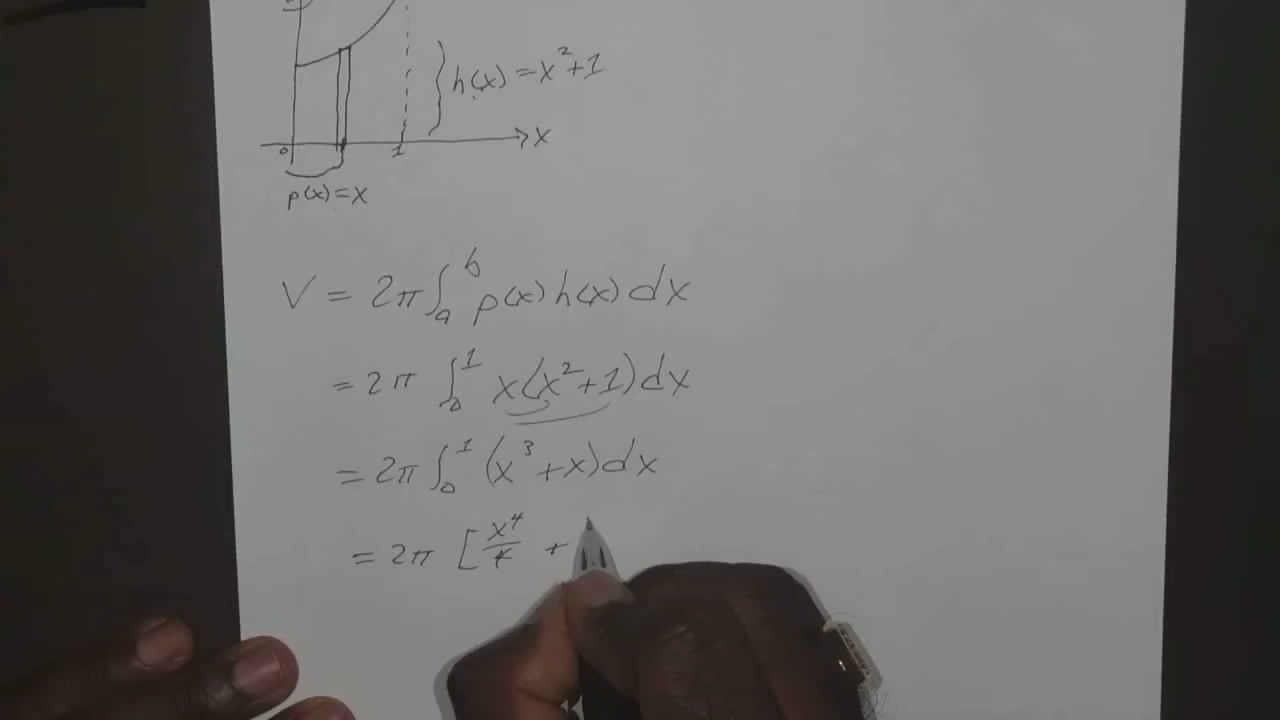 h(x) = x²+1
0 1 x
p(x) = x
V = 2π ∫ₐᵇ p(x) h(x) dx
= 2π ∫₀¹ x(x²+1) dx
= 2π ∫₀¹ (x³+x) dx
= 2π [x⁴/4 +